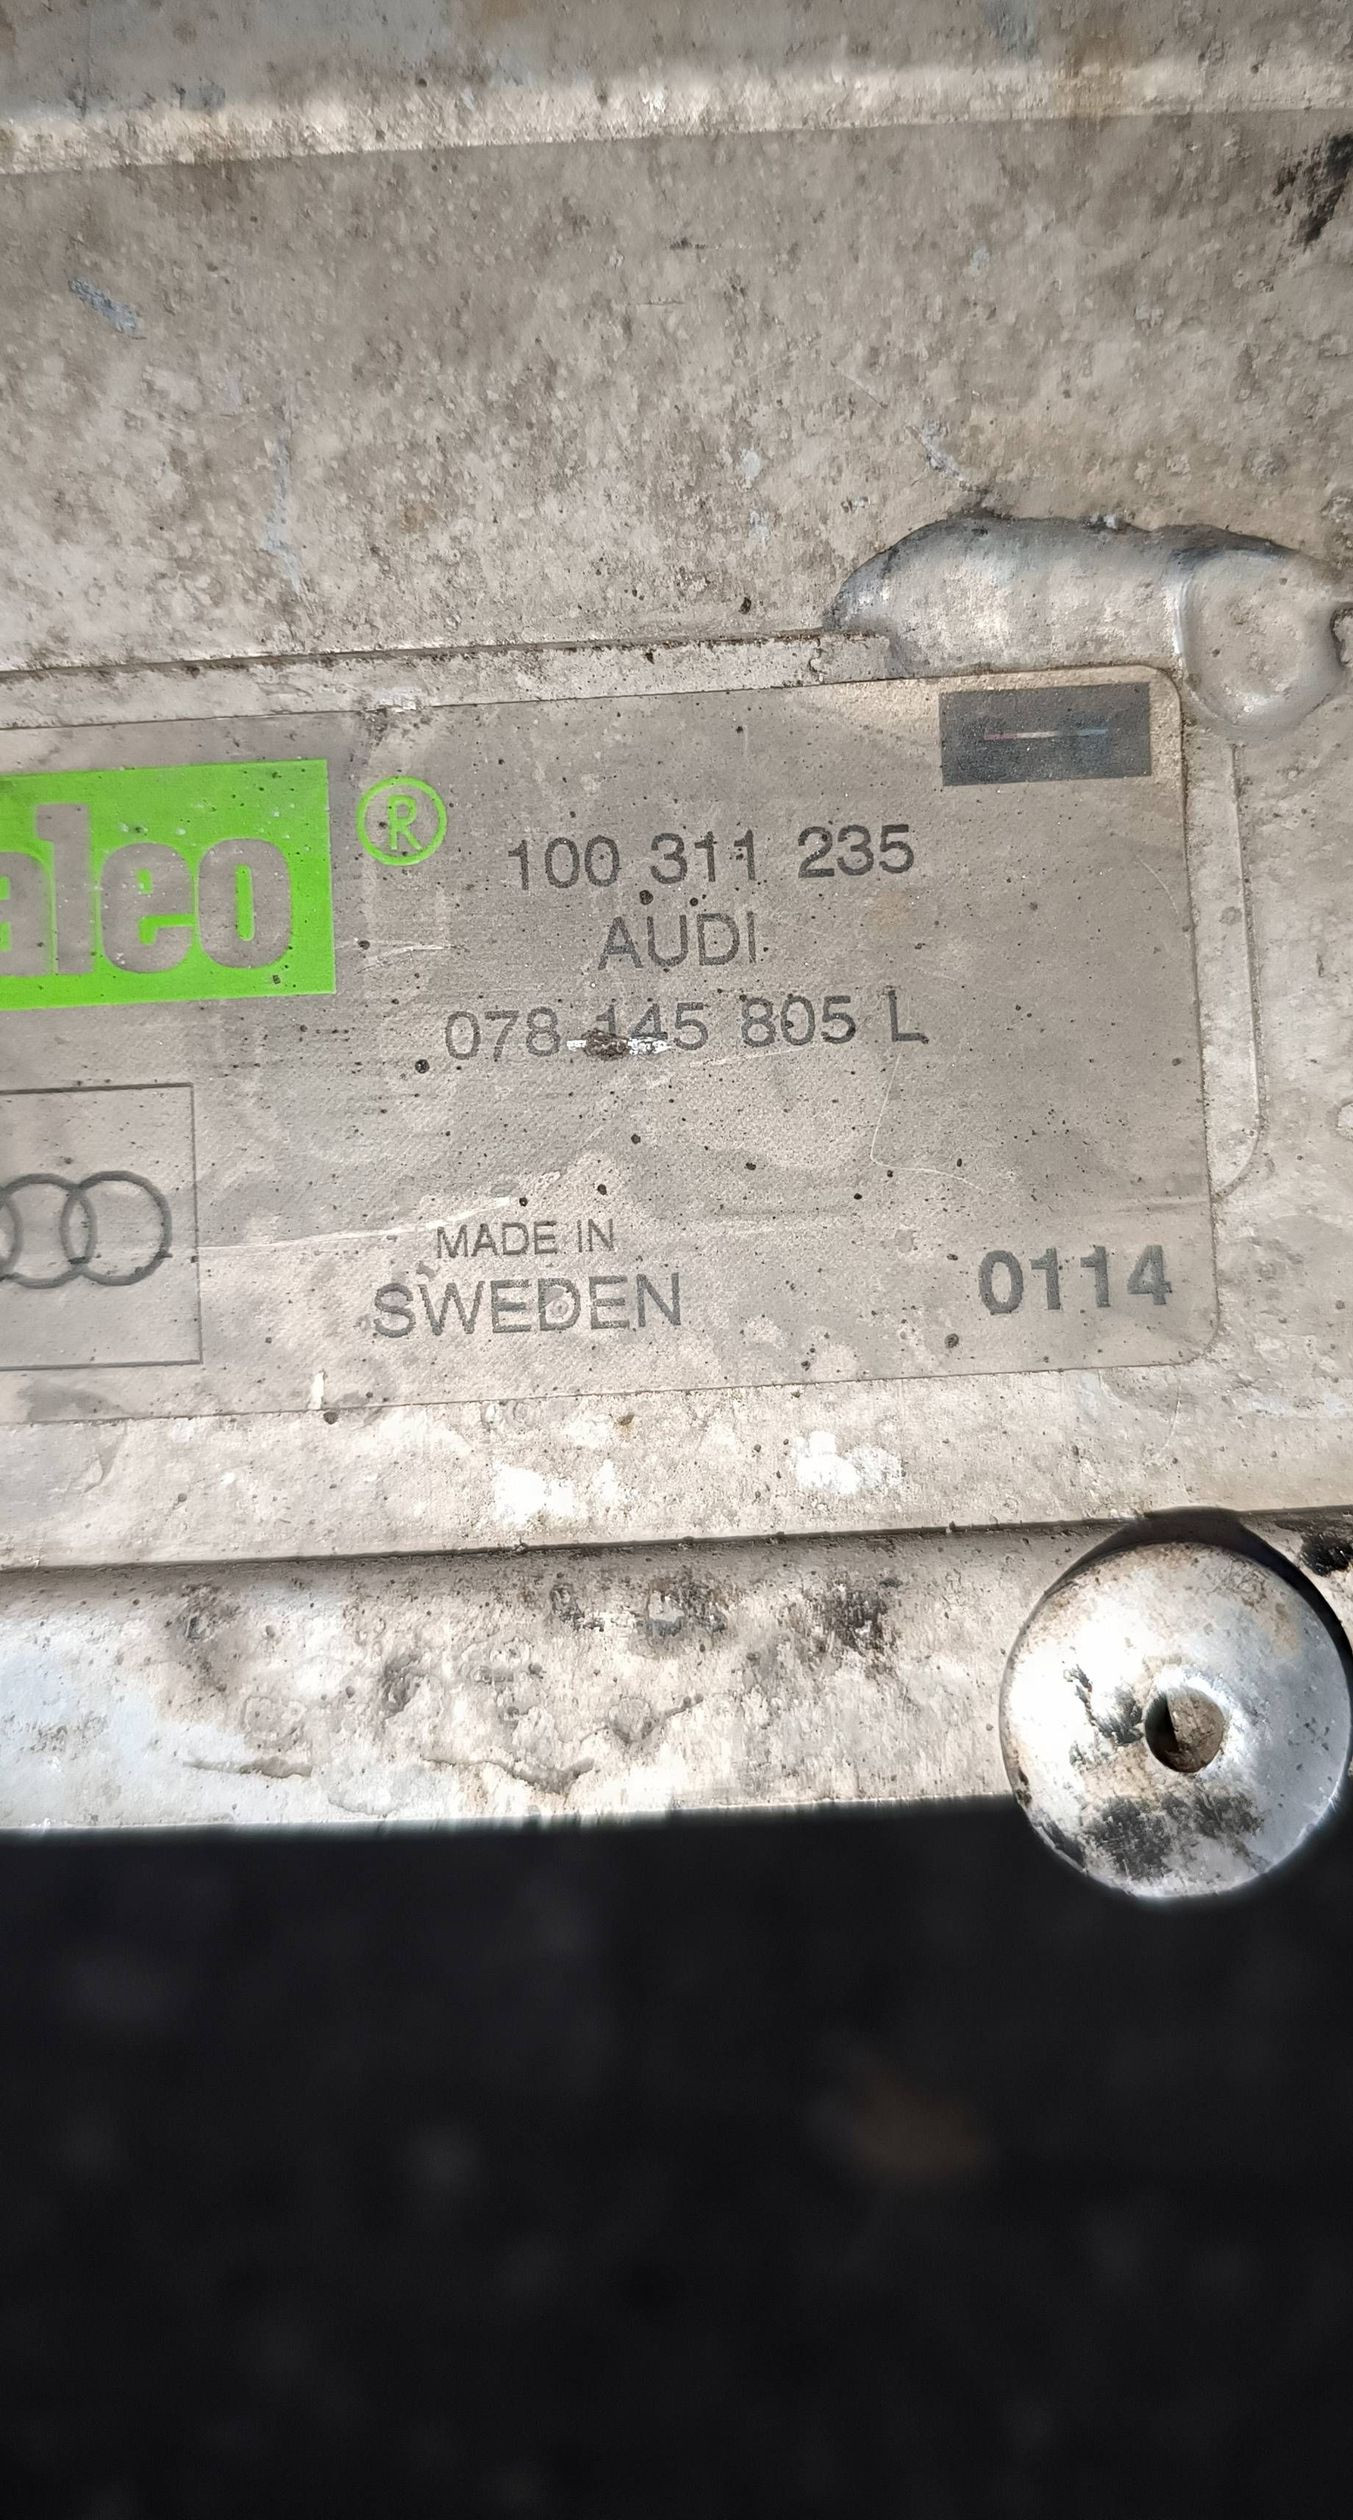 aleo ®
100 311 235
AUDI
078 145 805 L
MADE IN
SWEDEN
0114